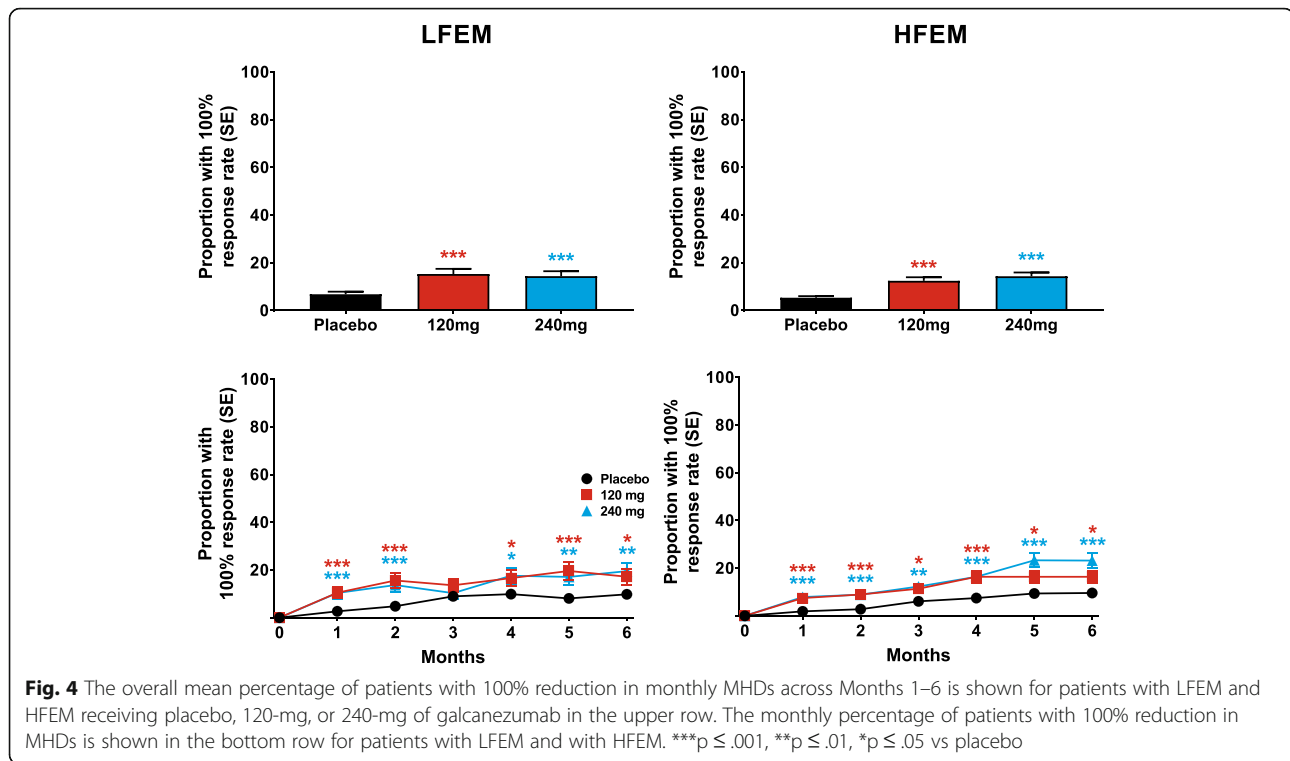 LFEM
HFEM
Proportion with 100%
response rate (SE)
100
80
60
40
20
0
***
***
Placebo
120mg
240mg
Proportion with 100%
response rate (SE)
100
80
60
40
20
0
***
***
Placebo
120mg
240mg
Proportion with
100% response rate (SE)
100
80
60
40
20
Placebo
120 mg
240 mg
***
***
***
***
*
*
***
**
*
**
0
1
2
3
4
5
6
Months
Proportion with 100%
response rate (SE)
100
80
60
40
20
***
***
***
***
*
**
***
***
*
***
*
***
0
1
2
3
4
5
6
Months
Fig. 4 The overall mean percentage of patients with 100% reduction in monthly MHDs across Months 1–6 is shown for patients with LFEM and
HFEM receiving placebo, 120-mg, or 240-mg of galcanezumab in the upper row. The monthly percentage of patients with 100% reduction in
MHDs is shown in the bottom row for patients with LFEM and with HFEM. ***p ≤ .001, **p ≤ .01, *p ≤ .05 vs placebo